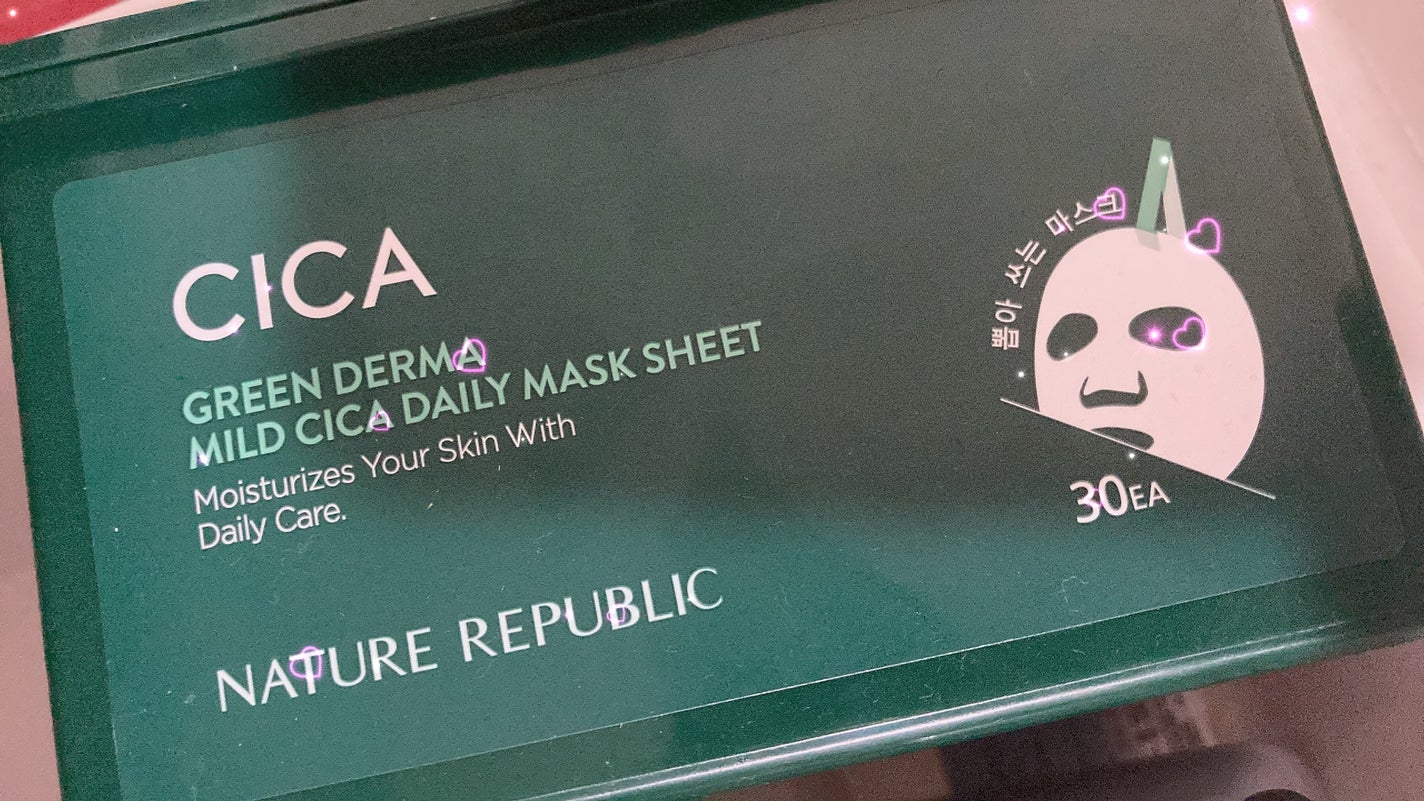 CICA
GREEN DERMA
MILD CICA DAILY MASK SHEET
Moisturizes Your Skin With
Daily Care.
NATURE REPUBLIC
뽑아 쓰는 마스크
30EA